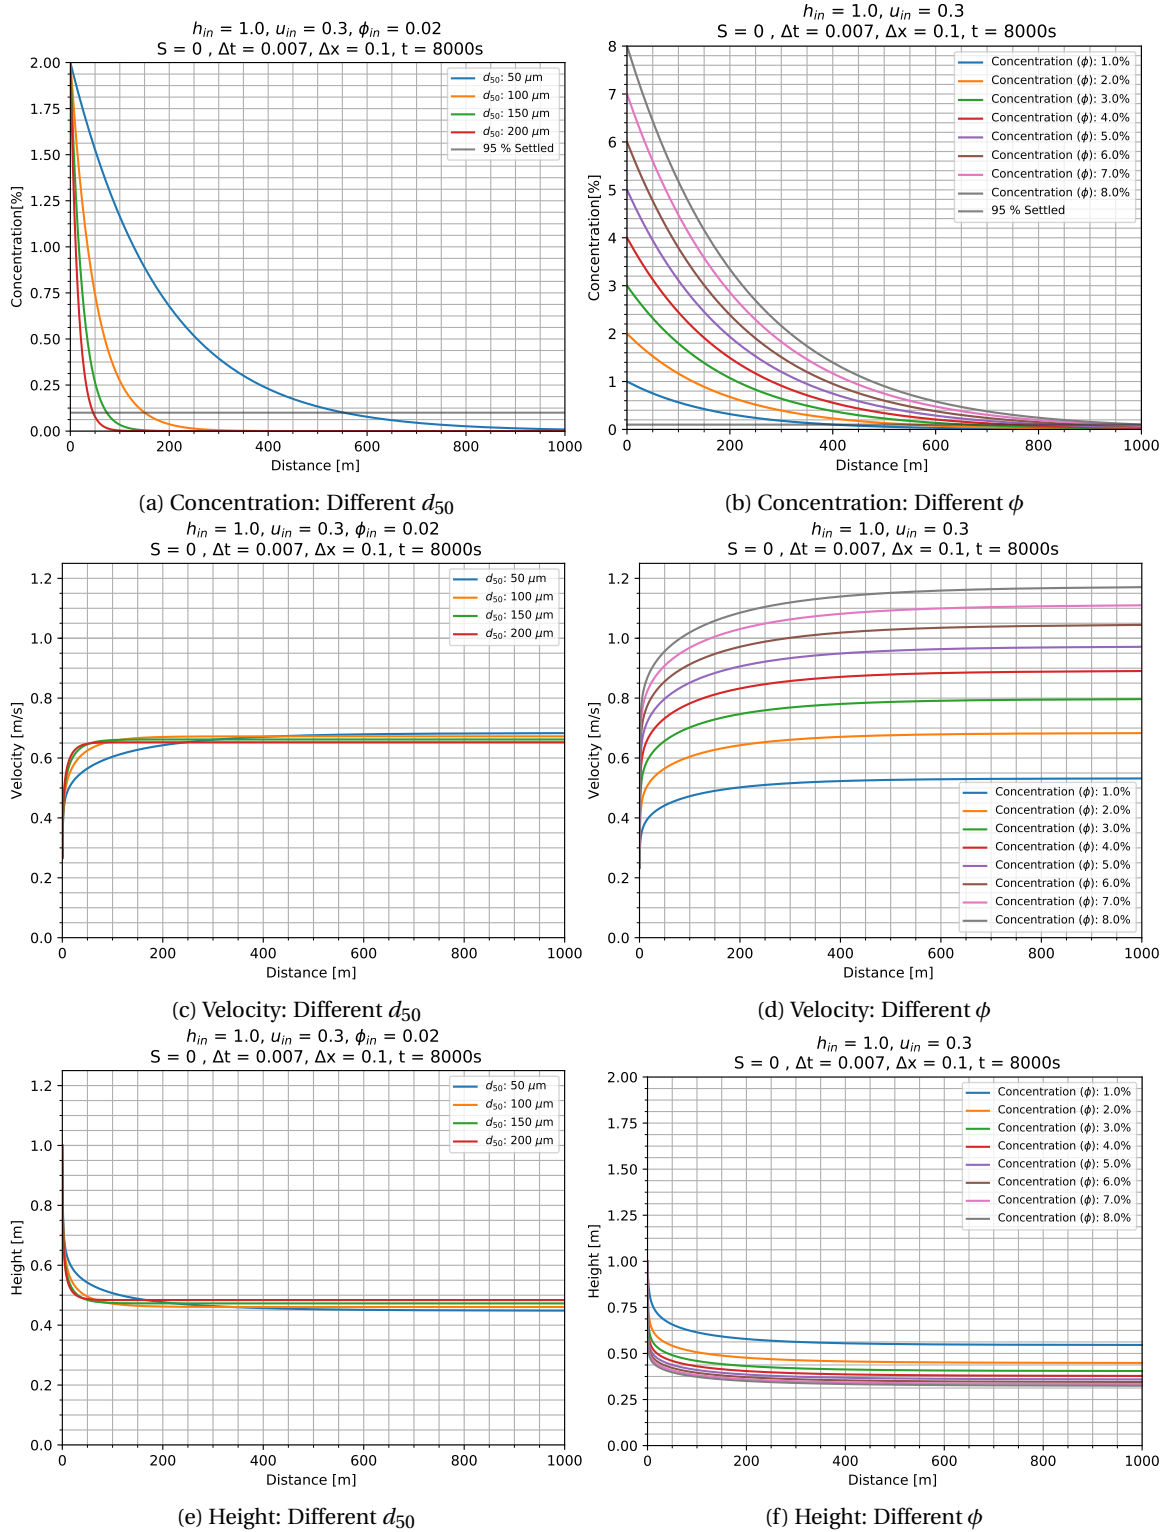 h_in = 1.0, u_in = 0.3, ϕ_in = 0.02
S = 0 , Δt = 0.007, Δx = 0.1, t = 8000s
2.00
1.75
1.50
1.25
1.00
0.75
0.50
0.25
0.00
Concentration[%]
d₅₀: 50 μm
d₅₀: 100 μm
d₅₀: 150 μm
d₅₀: 200 μm
95 % Settled
0 200 400 600 800 1000
Distance [m]
(a) Concentration: Different d₅₀
h_in = 1.0, u_in = 0.3
S = 0 , Δt = 0.007, Δx = 0.1, t = 8000s
8
7
6
5
4
3
2
1
0
Concentration[%]
Concentration (ϕ): 1.0%
Concentration (ϕ): 2.0%
Concentration (ϕ): 3.0%
Concentration (ϕ): 4.0%
Concentration (ϕ): 5.0%
Concentration (ϕ): 6.0%
Concentration (ϕ): 7.0%
Concentration (ϕ): 8.0%
95 % Settled
0 200 400 600 800 1000
Distance [m]
(b) Concentration: Different ϕ
h_in = 1.0, u_in = 0.3, ϕ_in = 0.02
S = 0 , Δt = 0.007, Δx = 0.1, t = 8000s
1.2
1.0
0.8
0.6
0.4
0.2
0.0
Velocity [m/s]
d₅₀: 50 μm
d₅₀: 100 μm
d₅₀: 150 μm
d₅₀: 200 μm
0 200 400 600 800 1000
Distance [m]
(c) Velocity: Different d₅₀
h_in = 1.0, u_in = 0.3
S = 0 , Δt = 0.007, Δx = 0.1, t = 8000s
1.2
1.0
0.8
0.6
0.4
0.2
0.0
Velocity [m/s]
Concentration (ϕ): 1.0%
Concentration (ϕ): 2.0%
Concentration (ϕ): 3.0%
Concentration (ϕ): 4.0%
Concentration (ϕ): 5.0%
Concentration (ϕ): 6.0%
Concentration (ϕ): 7.0%
Concentration (ϕ): 8.0%
0 200 400 600 800 1000
Distance [m]
(d) Velocity: Different ϕ
h_in = 1.0, u_in = 0.3, ϕ_in = 0.02
S = 0 , Δt = 0.007, Δx = 0.1, t = 8000s
1.2
1.0
0.8
0.6
0.4
0.2
0.0
Height [m]
d₅₀: 50 μm
d₅₀: 100 μm
d₅₀: 150 μm
d₅₀: 200 μm
0 200 400 600 800 1000
Distance [m]
(e) Height: Different d₅₀
h_in = 1.0, u_in = 0.3
S = 0 , Δt = 0.007, Δx = 0.1, t = 8000s
2.00
1.75
1.50
1.25
1.00
0.75
0.50
0.25
0.00
Height [m]
Concentration (ϕ): 1.0%
Concentration (ϕ): 2.0%
Concentration (ϕ): 3.0%
Concentration (ϕ): 4.0%
Concentration (ϕ): 5.0%
Concentration (ϕ): 6.0%
Concentration (ϕ): 7.0%
Concentration (ϕ): 8.0%
0 200 400 600 800 1000
Distance [m]
(f) Height: Different ϕ